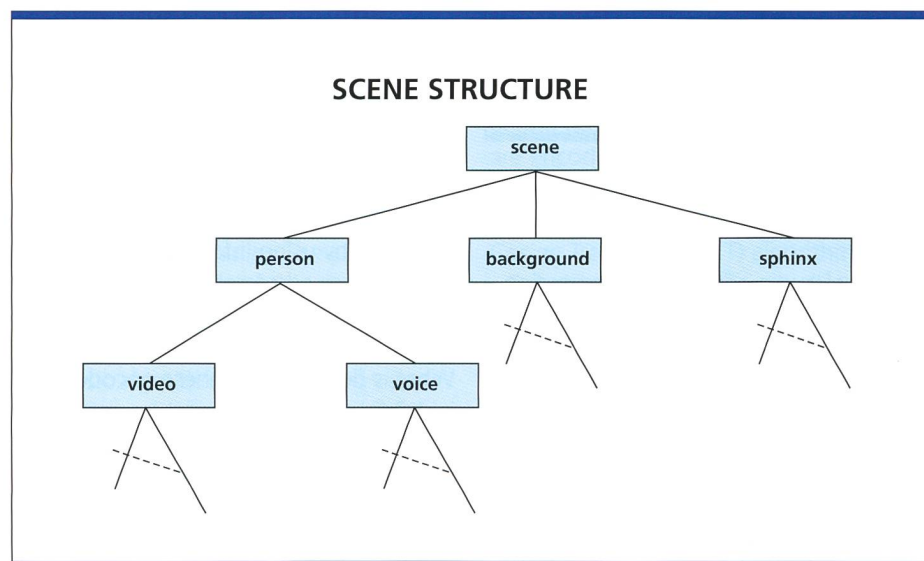 SCENE STRUCTURE
scene
person
background
sphinx
video
voice